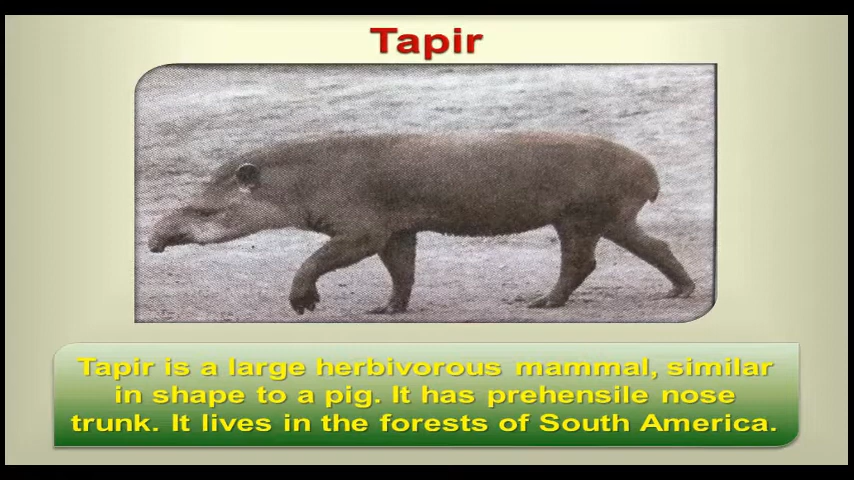 Tapir
Tapir is a large herbivorous mammal, similar
in shape to a pig. It has prehensile nose
trunk. It lives in the forests of South America.